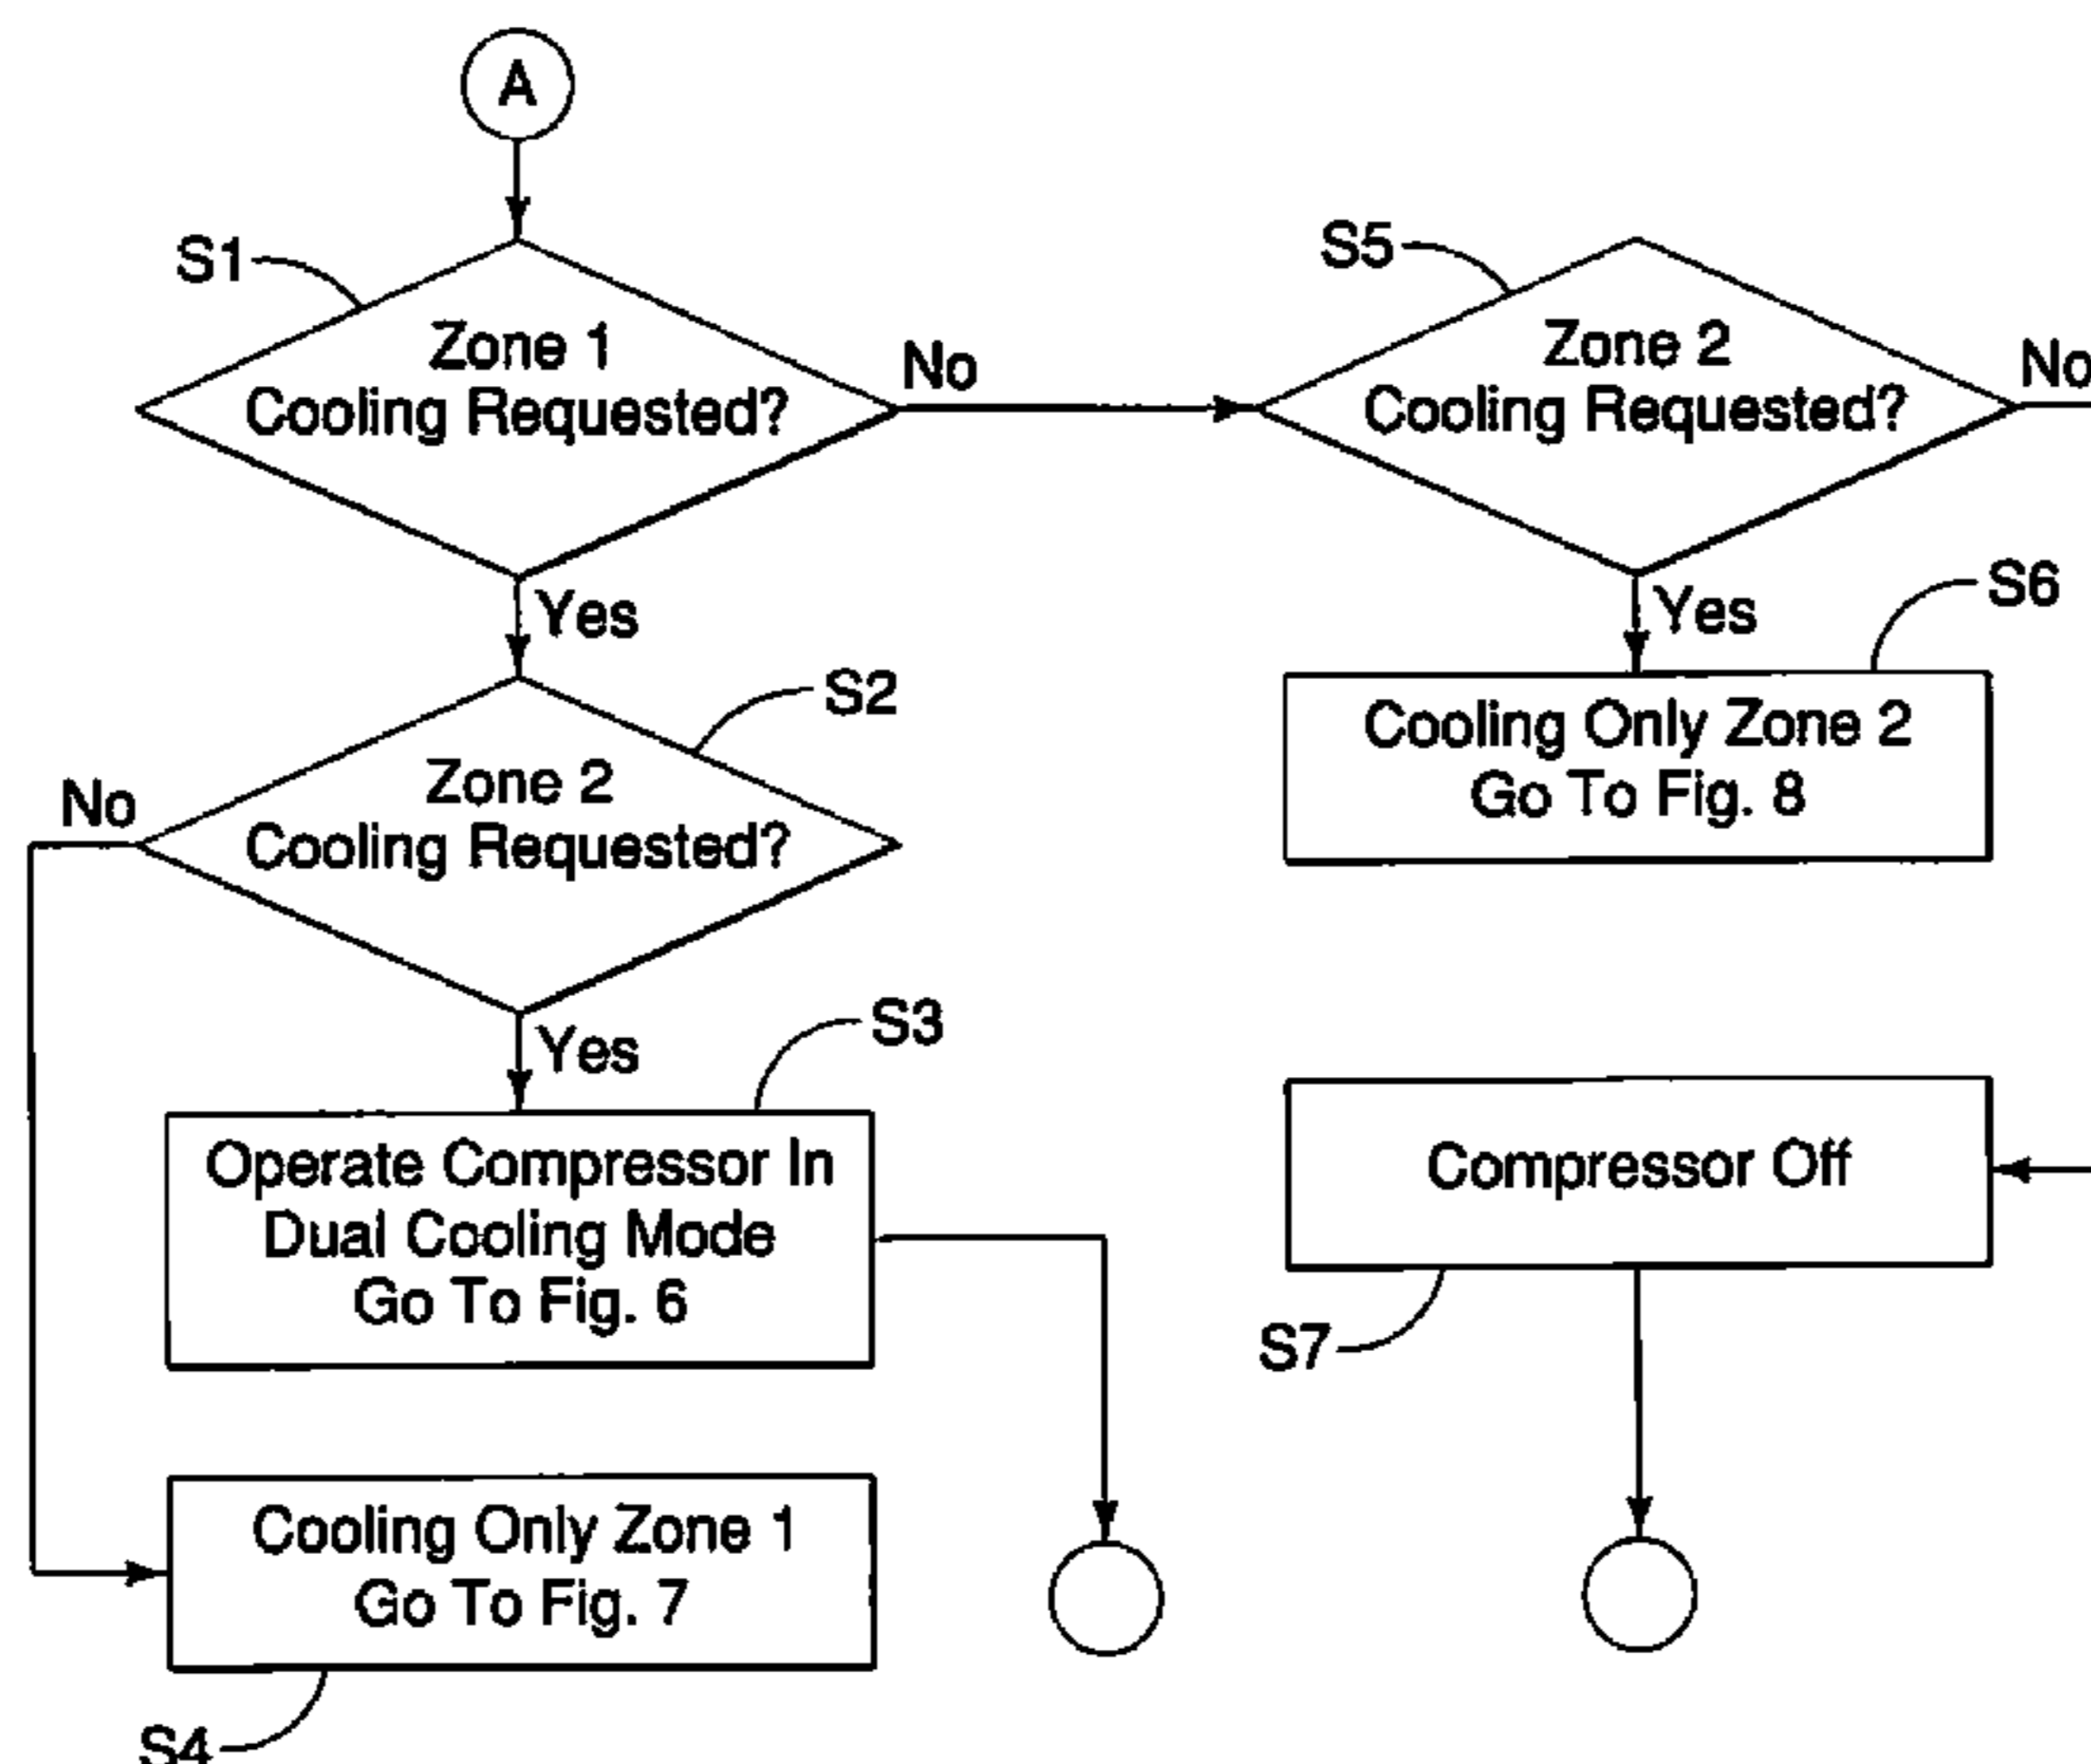 A
S1
Zone 1
Cooling Requested?
No
S5
Zone 2
Cooling Requested?
No
Yes
Yes
S6
Cooling Only Zone 2
Go To Fig. 8
S2
Zone 2
Cooling Requested?
No
Yes
S3
Operate Compressor In
Dual Cooling Mode
Go To Fig. 6
Compressor Off
S7
Cooling Only Zone 1
Go To Fig. 7
S4